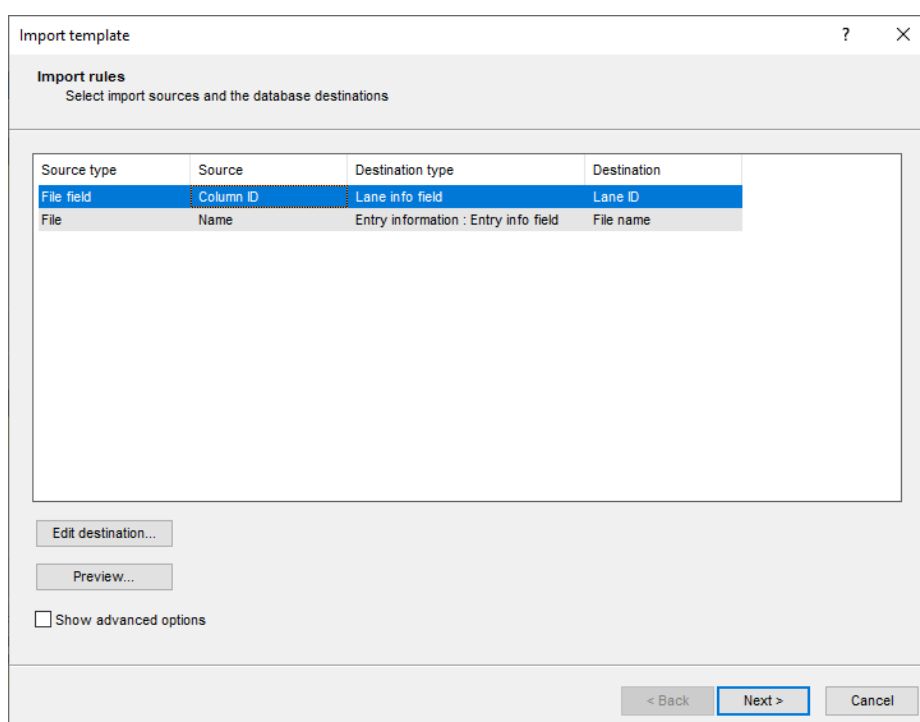 Import template
Import rules
Select import sources and the database destinations
Source type Source Destination type Destination
File field Column ID Lane info field Lane ID
File Name Entry information : Entry info field File name
Edit destination...
Preview...
Show advanced options
< Back Next > Cancel